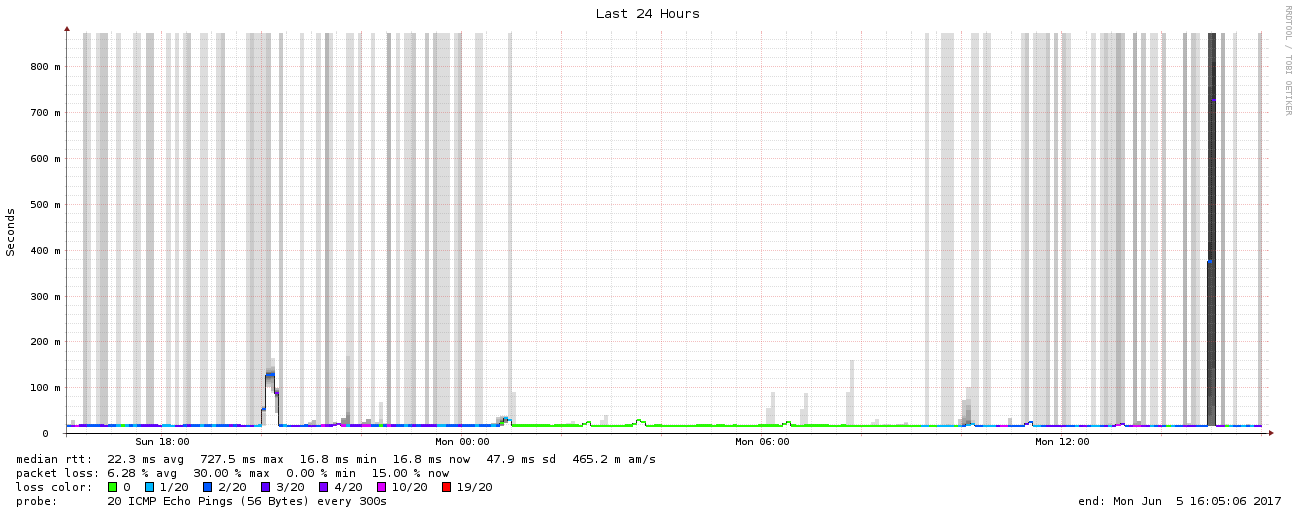 Last 24 Hours
RRDTOOL / TOBI OETIKER
Seconds
800 m
700 m
600 m
500 m
400 m
300 m
200 m
100 m
0
Sun 18:00 Mon 00:00 Mon 06:00 Mon 12:00
median rtt: 22.3 ms avg 727.5 ms max 16.8 ms min 16.8 ms now 47.9 ms sd 465.2 m am/s
packet loss: 6.28 % avg 30.00 % max 0.00 % min 15.00 % now
loss color: 0 1/20 2/20 3/20 4/20 10/20 19/20
probe: 20 ICMP Echo Pings (56 Bytes) every 300s end: Mon Jun 5 16:05:06 2017